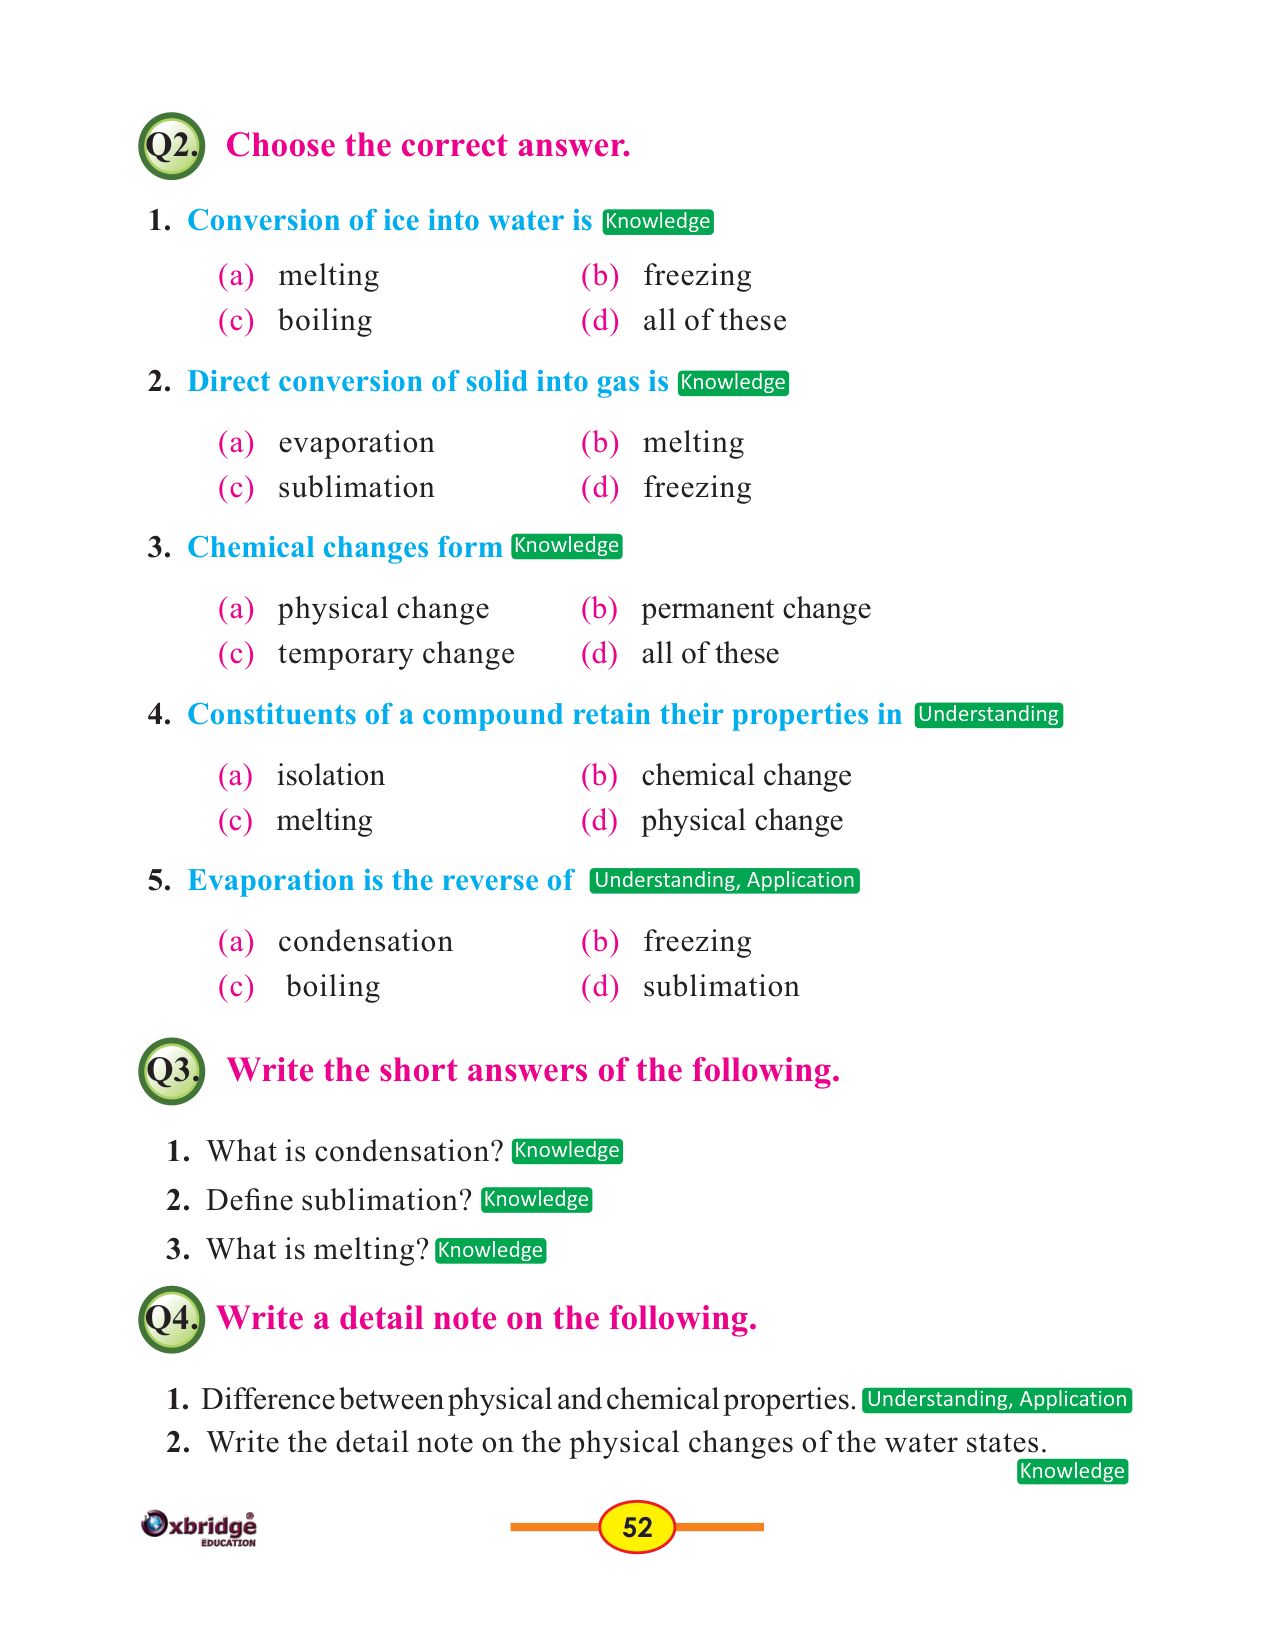 Q2. Choose the correct answer.
1. Conversion of ice into water is Knowledge
(a) melting (b) freezing
(c) boiling (d) all of these
2. Direct conversion of solid into gas is Knowledge
(a) evaporation (b) melting
(c) sublimation (d) freezing
3. Chemical changes form Knowledge
(a) physical change (b) permanent change
(c) temporary change (d) all of these
4. Constituents of a compound retain their properties in Understanding
(a) isolation (b) chemical change
(c) melting (d) physical change
5. Evaporation is the reverse of Understanding, Application
(a) condensation (b) freezing
(c) boiling (d) sublimation
Q3. Write the short answers of the following.
1. What is condensation? Knowledge
2. Define sublimation? Knowledge
3. What is melting? Knowledge
Q4. Write a detail note on the following.
1. Difference between physical and chemical properties. Understanding, Application
2. Write the detail note on the physical changes of the water states.
Knowledge
Oxbridge®
EDUCATION
52